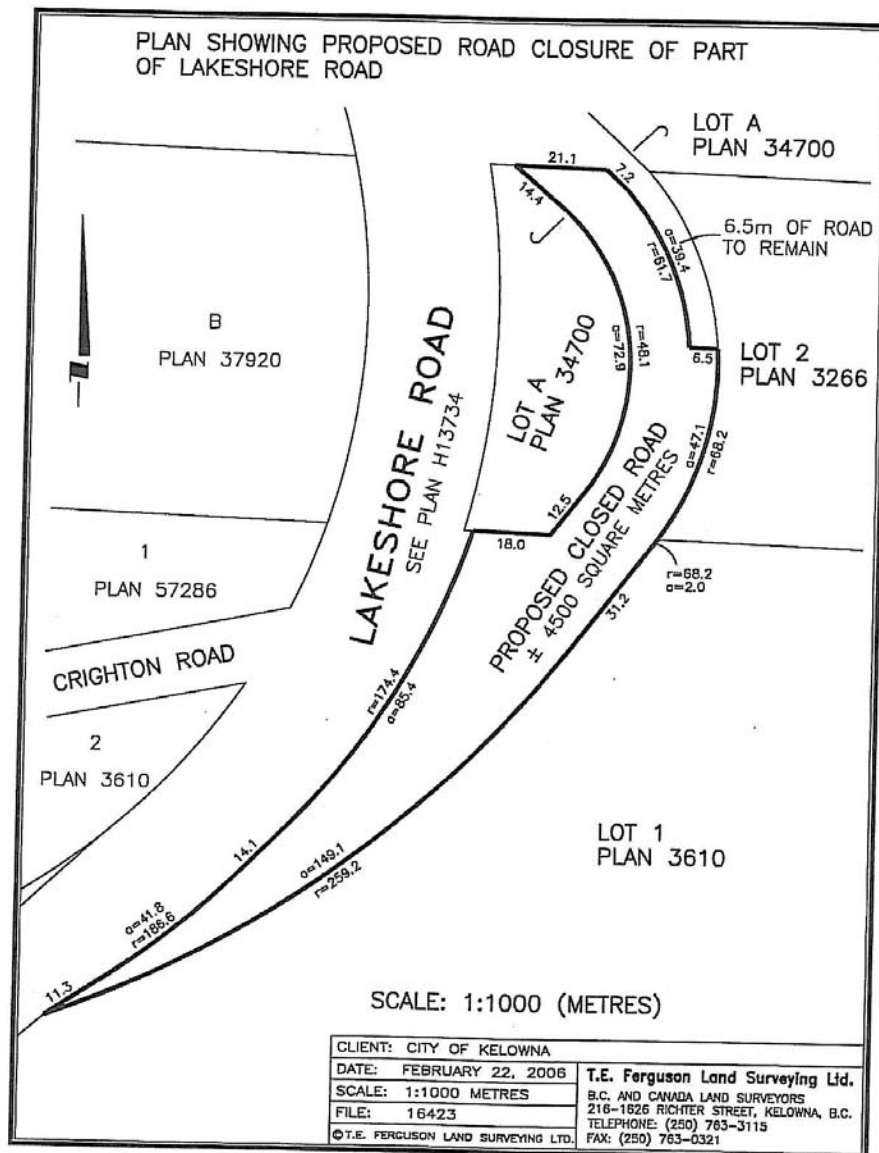 PLAN SHOWING PROPOSED ROAD CLOSURE OF PART
OF LAKESHORE ROAD
LOT A
PLAN 34700
21.1
7.2
14.4
6.5m OF ROAD
TO REMAIN
a=39.4
r=61.7
B
PLAN 37920
N
LAKESHORE ROAD
SEE PLAN H13734
LOT A
PLAN 34700
a=72.9
r=48.1
6.5
LOT 2
PLAN 3266
a=47.1
r=68.2
12.5
18.0
PROPOSED CLOSED ROAD
± 4500 SQUARE METRES
r=68.2
a=2.0
31.2
1
PLAN 57286
CRIGHTON ROAD
r=174.4
a=85.4
2
PLAN 3610
14.1
a=149.1
r=259.2
LOT 1
PLAN 3610
a=41.8
r=186.6
11.3
SCALE: 1:1000 (METRES)
CLIENT: CITY OF KELOWNA
DATE: FEBRUARY 22, 2006
SCALE: 1:1000 METRES
FILE: 16423
©T.E. FERGUSON LAND SURVEYING LTD.
T.E. Ferguson Land Surveying Ltd.
B.C. AND CANADA LAND SURVEYORS
216-1626 RICHTER STREET, KELOWNA, B.C.
TELEPHONE: (250) 763-3115
FAX: (250) 763-0321